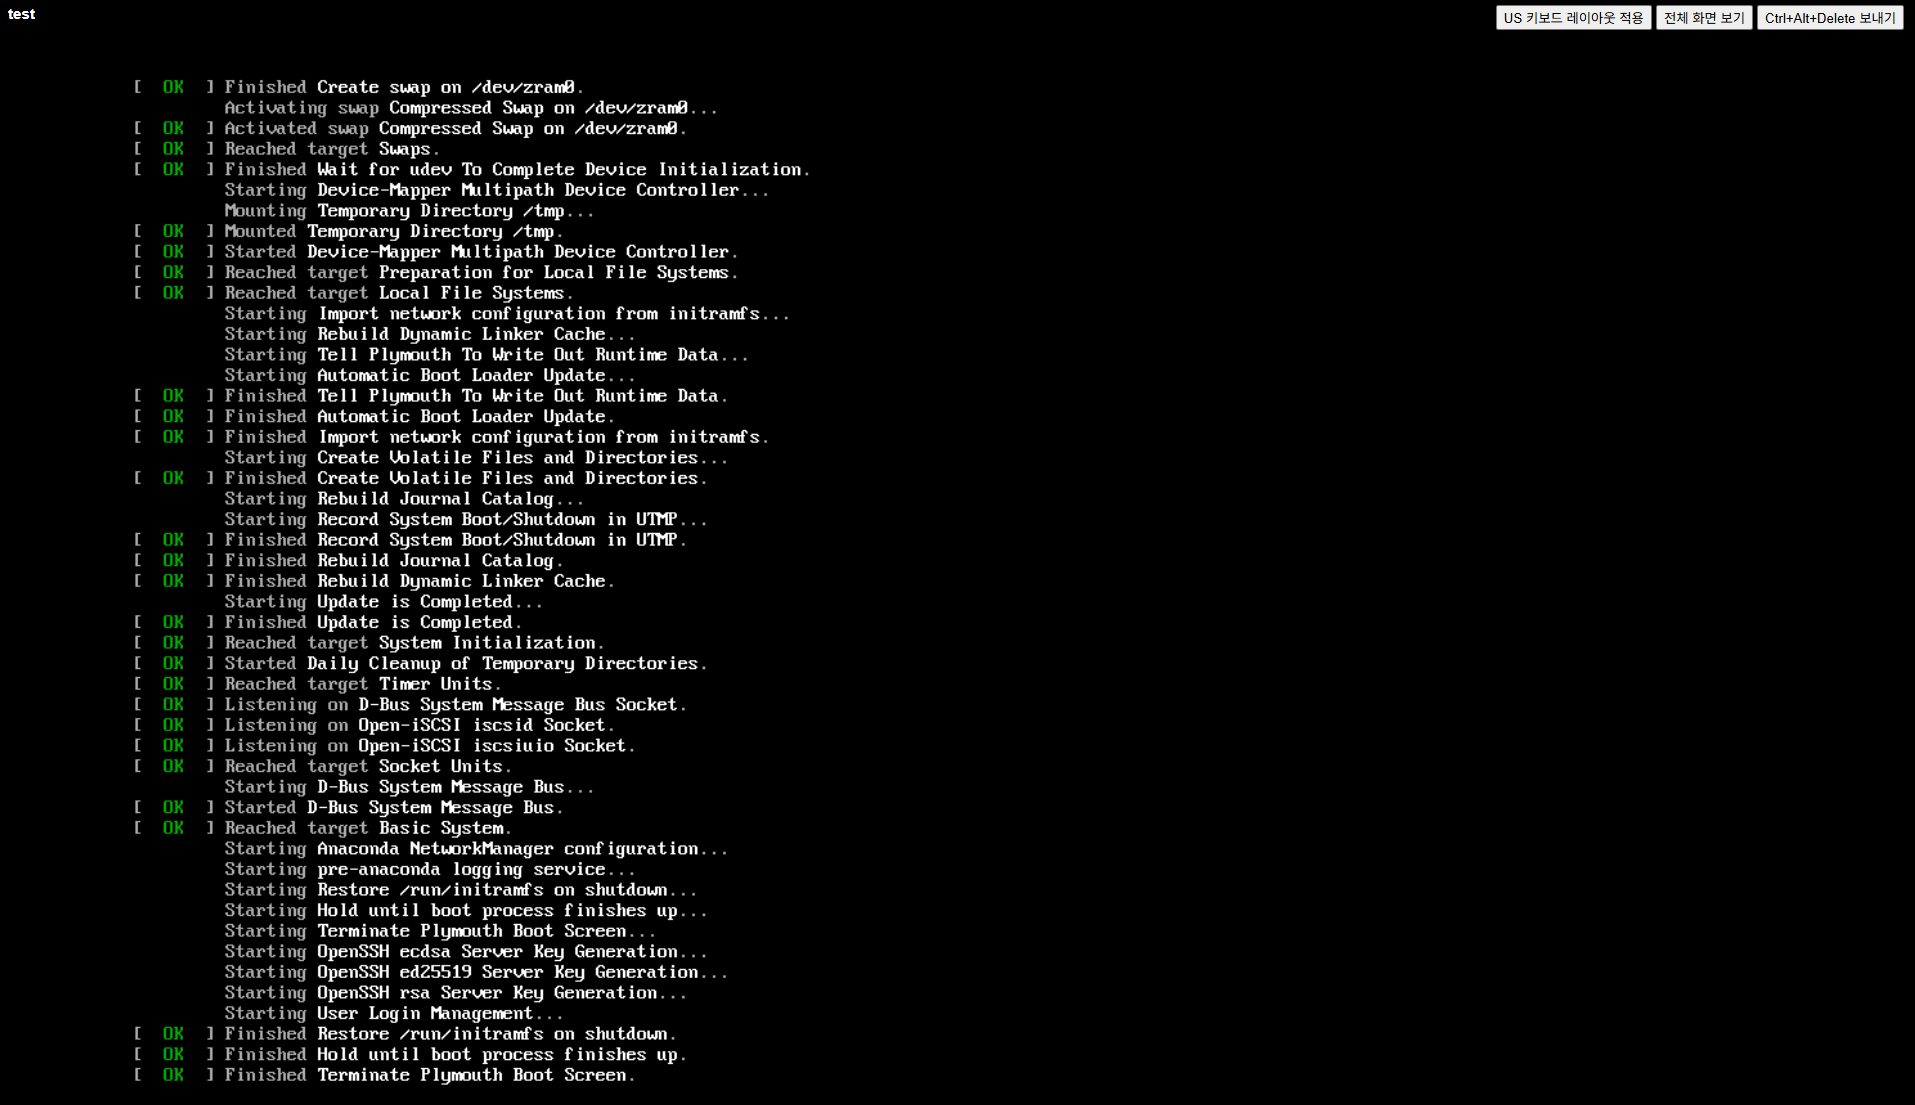 test
US 키보드 레이아웃 적용 전체 화면 보기 Ctrl+Alt+Delete 보내기
[  OK  ] Finished Create swap on /dev/zram0.
Activating swap Compressed Swap on /dev/zram0...
[  OK  ] Activated swap Compressed Swap on /dev/zram0.
[  OK  ] Reached target Swaps.
[  OK  ] Finished Wait for udev To Complete Device Initialization.
Starting Device-Mapper Multipath Device Controller...
Mounting Temporary Directory /tmp...
[  OK  ] Mounted Temporary Directory /tmp.
[  OK  ] Started Device-Mapper Multipath Device Controller.
[  OK  ] Reached target Preparation for Local File Systems.
[  OK  ] Reached target Local File Systems.
Starting Import network configuration from initramfs...
Starting Rebuild Dynamic Linker Cache...
Starting Tell Plymouth To Write Out Runtime Data...
Starting Automatic Boot Loader Update...
[  OK  ] Finished Tell Plymouth To Write Out Runtime Data.
[  OK  ] Finished Automatic Boot Loader Update.
[  OK  ] Finished Import network configuration from initramfs.
Starting Create Volatile Files and Directories...
[  OK  ] Finished Create Volatile Files and Directories.
Starting Rebuild Journal Catalog...
Starting Record System Boot/Shutdown in UTMP...
[  OK  ] Finished Record System Boot/Shutdown in UTMP.
[  OK  ] Finished Rebuild Journal Catalog.
[  OK  ] Finished Rebuild Dynamic Linker Cache.
Starting Update is Completed...
[  OK  ] Finished Update is Completed.
[  OK  ] Reached target System Initialization.
[  OK  ] Started Daily Cleanup of Temporary Directories.
[  OK  ] Reached target Timer Units.
[  OK  ] Listening on D-Bus System Message Bus Socket.
[  OK  ] Listening on Open-iSCSI iscsid Socket.
[  OK  ] Listening on Open-iSCSI iscsiuio Socket.
[  OK  ] Reached target Socket Units.
Starting D-Bus System Message Bus...
[  OK  ] Started D-Bus System Message Bus.
[  OK  ] Reached target Basic System.
Starting Anaconda NetworkManager configuration...
Starting pre-anaconda logging service...
Starting Restore /run/initramfs on shutdown...
Starting Hold until boot process finishes up...
Starting Terminate Plymouth Boot Screen...
Starting OpenSSH ecdsa Server Key Generation...
Starting OpenSSH ed25519 Server Key Generation...
Starting OpenSSH rsa Server Key Generation...
Starting User Login Management...
[  OK  ] Finished Restore /run/initramfs on shutdown.
[  OK  ] Finished Hold until boot process finishes up.
[  OK  ] Finished Terminate Plymouth Boot Screen.